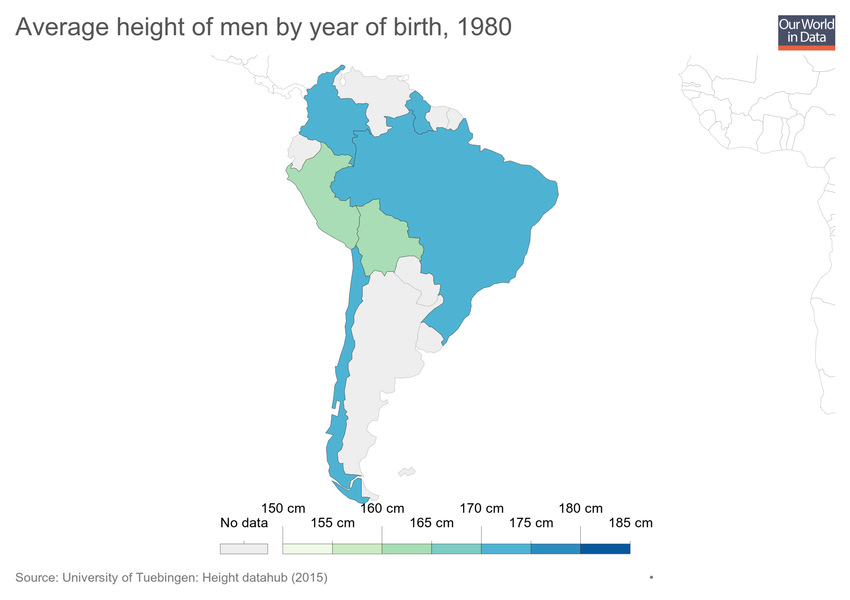 Average height of men by year of birth, 1980
Our World
in Data
150 cm 160 cm 170 cm 180 cm
No data 155 cm 165 cm 175 cm 185 cm
Source: University of Tuebingen: Height datahub (2015)